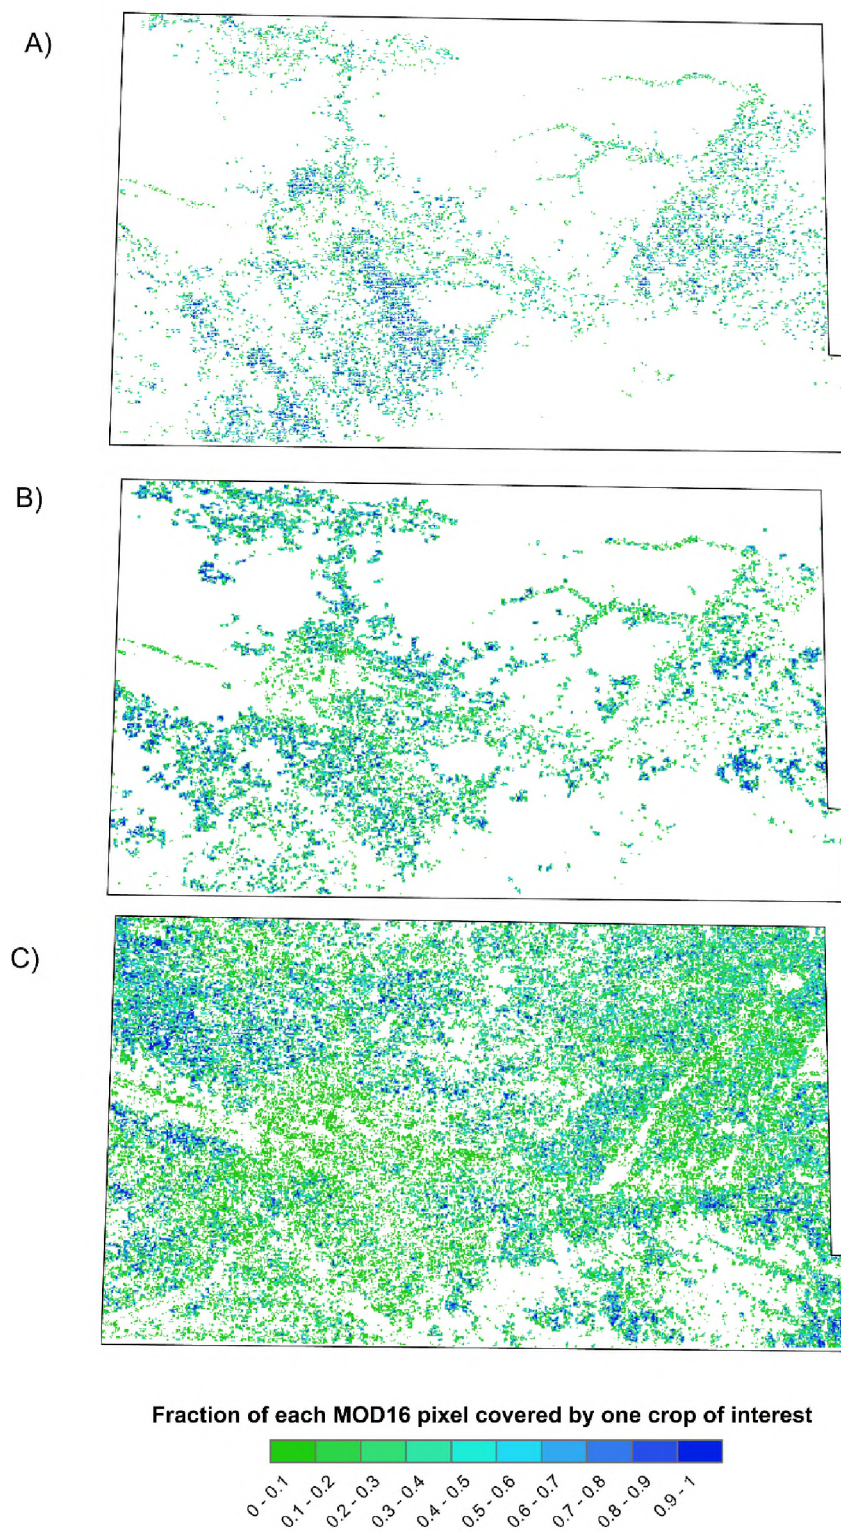 A)
B)
C)
Fraction of each MOD16 pixel covered by one crop of interest
0 - 0.1
0.1 - 0.2
0.2 - 0.3
0.3 - 0.4
0.4 - 0.5
0.5 - 0.6
0.6 - 0.7
0.7 - 0.8
0.8 - 0.9
0.9 - 1